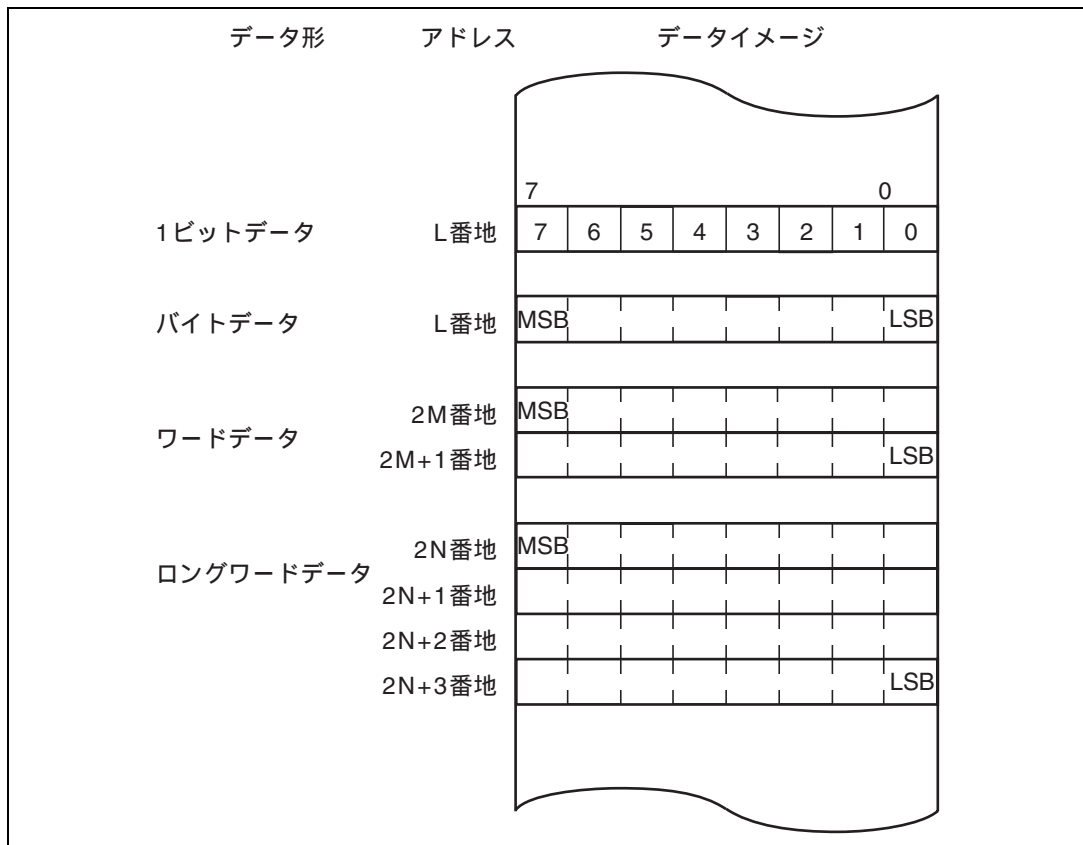 データ形 アドレス データイメージ
7 0
1ビットデータ L番地 7 6 5 4 3 2 1 0
バイトデータ L番地 MSB LSB
2M番地 MSB
ワードデータ
2M+1番地 LSB
2N番地 MSB
ロングワードデータ
2N+1番地
2N+2番地
2N+3番地 LSB